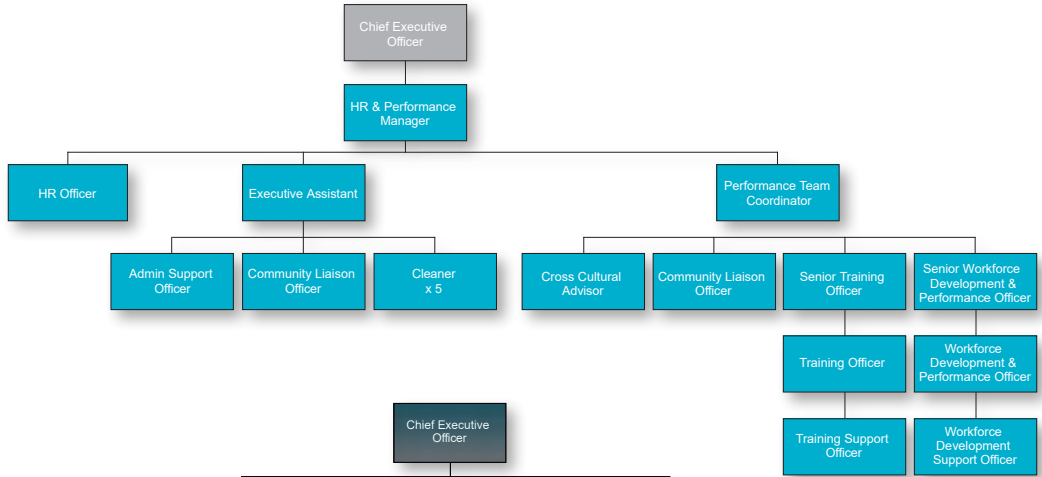 Chief Executive
Officer
HR & Performance
Manager
HR Officer
Executive Assistant
Performance Team
Coordinator
Admin Support
Officer
Community Liaison
Officer
Cleaner
x 5
Cross Cultural
Advisor
Community Liaison
Officer
Senior Training
Officer
Senior Workforce
Development &
Performance Officer
Training Officer
Workforce
Development &
Performance Officer
Training Support
Officer
Workforce
Development
Support Officer
Chief Executive
Officer